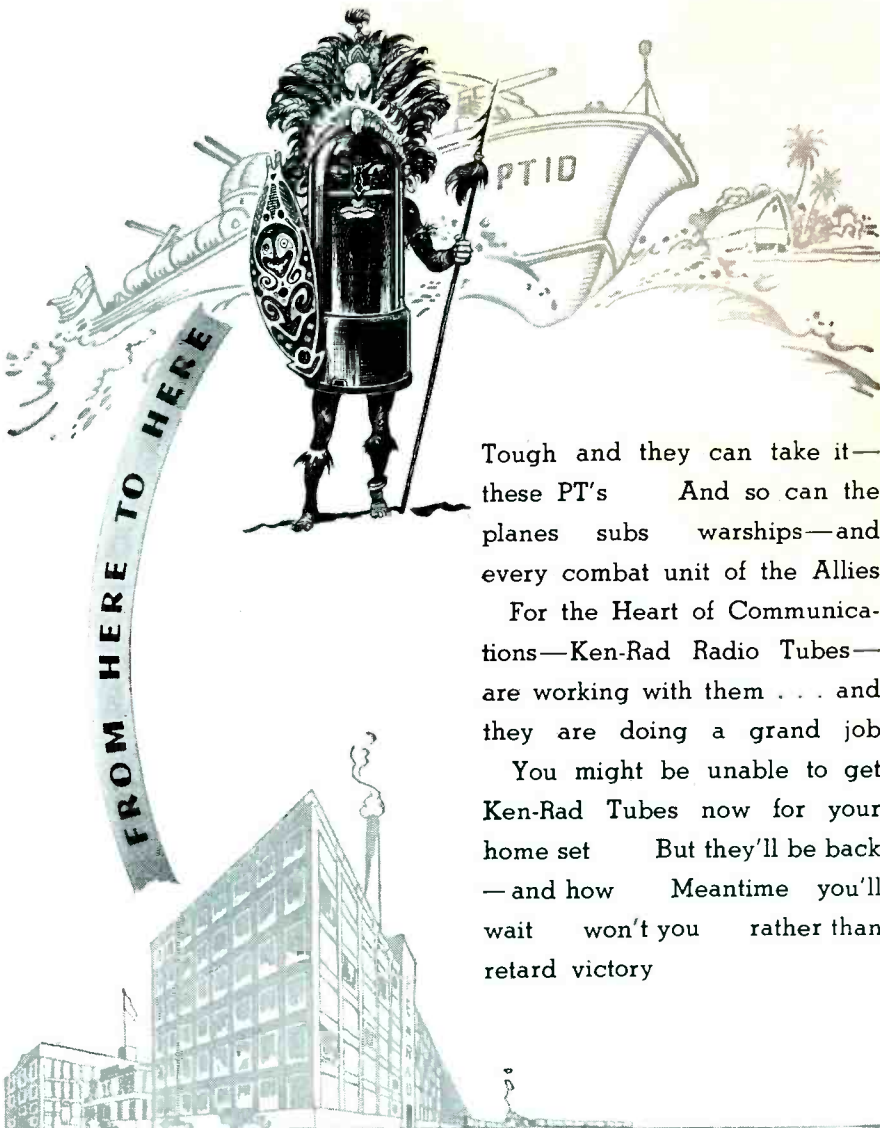 PT10
FROM HERE TO HERE
Tough and they can take it—
these PT's And so can the
planes subs warships—and
every combat unit of the Allies
For the Heart of Communica-
tions—Ken-Rad Radio Tubes—
are working with them . . . and
they are doing a grand job
You might be unable to get
Ken-Rad Tubes now for your
home set But they'll be back
—and how Meantime you'll
wait won't you rather than
retard victory